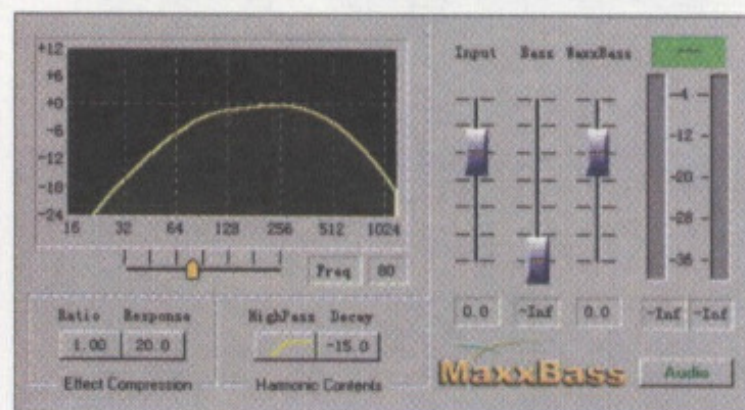 +12
+6
+0
-6
-12
-18
-24
16 32 64 128 256 512 1024
Freq 80
Ratio Response
1.00 20.0
Effect Compression
HighPass Decay
-15.0
Harmonic Contents
Input Bass MaxxBass
-4
-12
-20
-28
-36
0.0 -Inf 0.0 -Inf -Inf
MaxxBass
Audio